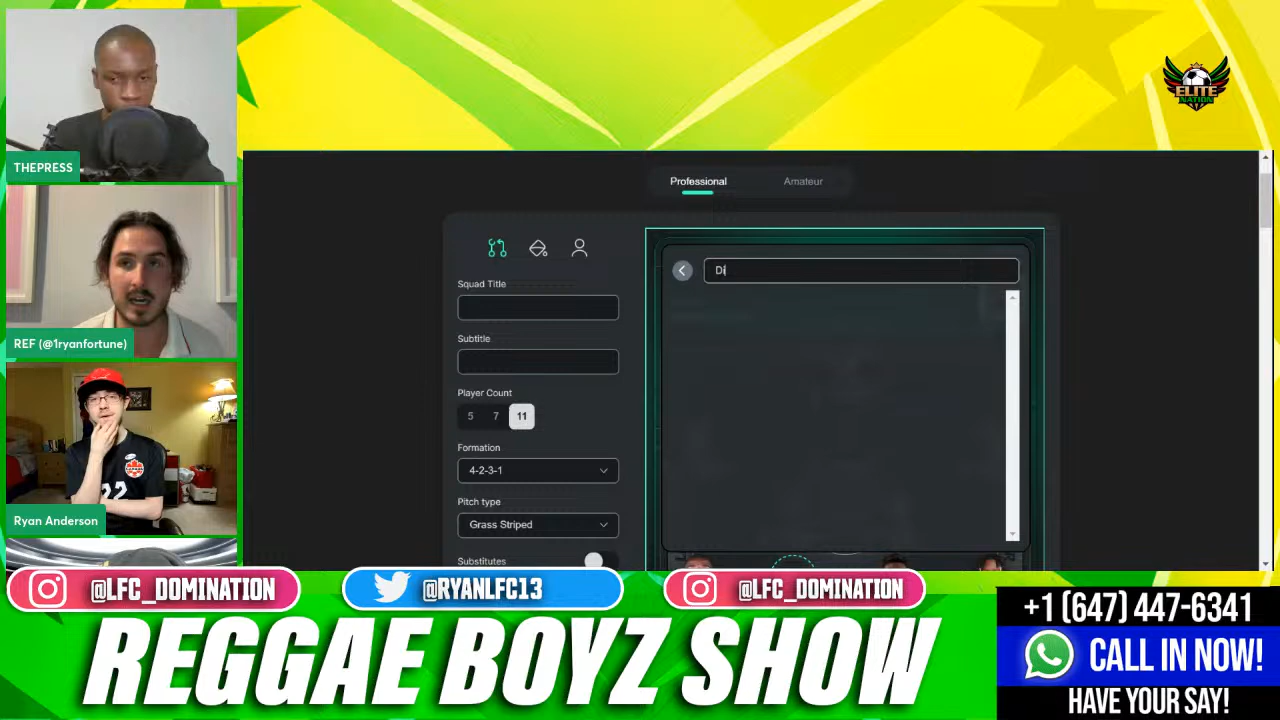 THEPRESS
REF (@1ryanfortune)
Ryan Anderson
22
CANADA
ELITE
NATION
Professional
Amateur
Squad Title
Subtitle
Player Count
5 7 11
Formation
4-2-3-1
Pitch type
Grass Striped
Substitutes
Di
@LFC_DOMINATION
@RYANLFC13
@LFC_DOMINATION
REGGAE BOYZ SHOW
+1 (647) 447-6341
CALL IN NOW!
HAVE YOUR SAY!